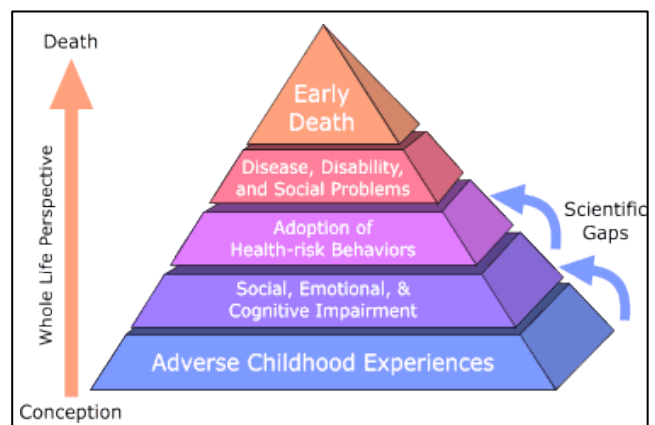 Death
Early
Death
Disease, Disability,
and Social Problems
Scientific
Gaps
Adoption of
Health-risk Behaviors
Social, Emotional, &
Cognitive Impairment
Adverse Childhood Experiences
Whole Life Perspective
Conception